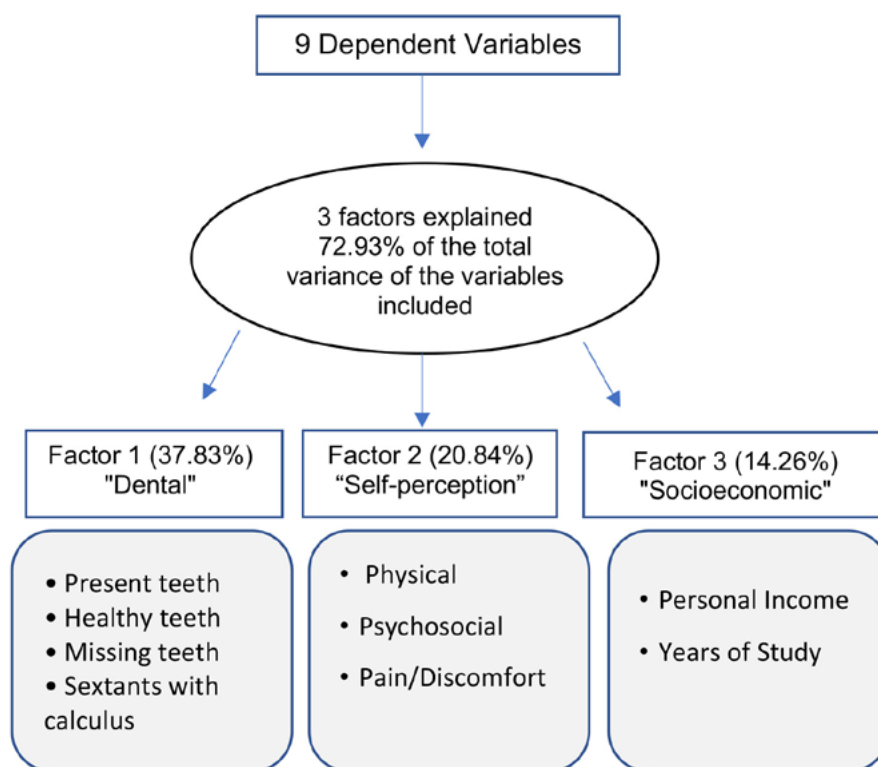 9 Dependent Variables
3 factors explained
72.93% of the total
variance of the variables
included
Factor 1 (37.83%)
"Dental"
Factor 2 (20.84%)
“Self-perception”
Factor 3 (14.26%)
"Socioeconomic"
• Present teeth
• Healthy teeth
• Missing teeth
• Sextants with
calculus
• Physical
• Psychosocial
• Pain/Discomfort
• Personal Income
• Years of Study